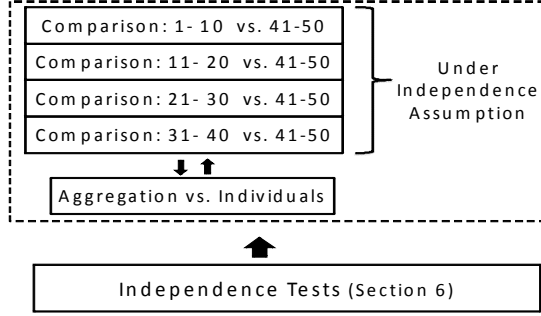 Comparison: 1- 10 vs. 41-50
Comparison: 11- 20 vs. 41-50
Comparison: 21- 30 vs. 41-50
Comparison: 31- 40 vs. 41-50
Under
Independence
Assumption
Aggregation vs. Individuals
Independence Tests (Section 6)